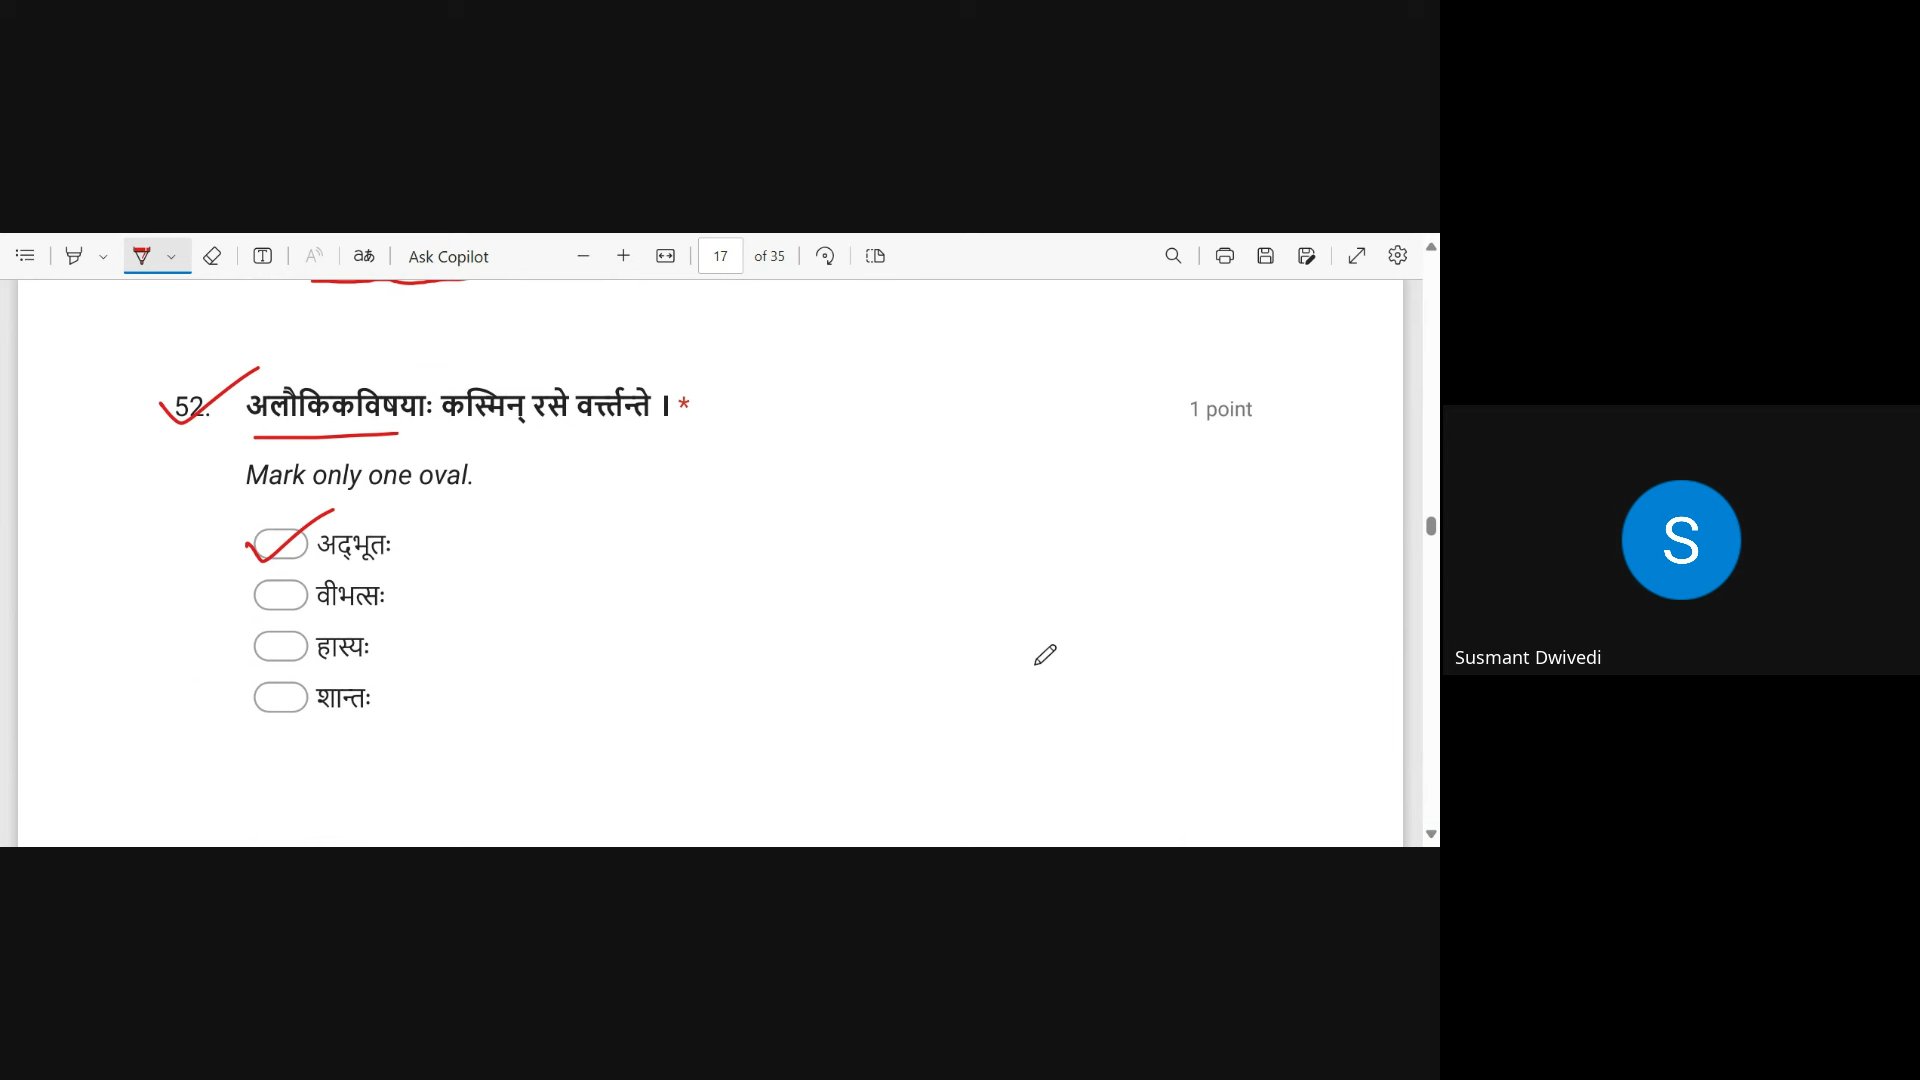 Ask Copilot
17 of 35
52. अलौकिकविषयाः कस्मिन् रसे वर्त्तन्ते । *
1 point
Mark only one oval.
अद्भूतः
वीभत्सः
हास्यः
शान्तः
S
Susmant Dwivedi